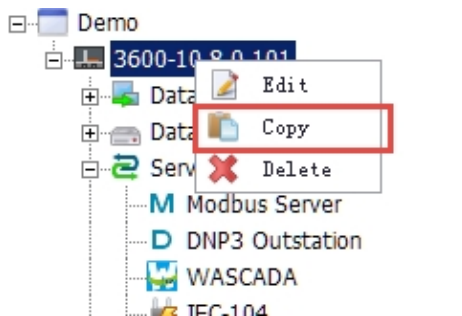 Demo
3600-10.8.0.101
Edit
Data
Copy
Data
Delete
Serv
M Modbus Server
D DNP3 Outstation
WASCADA
IEC-104